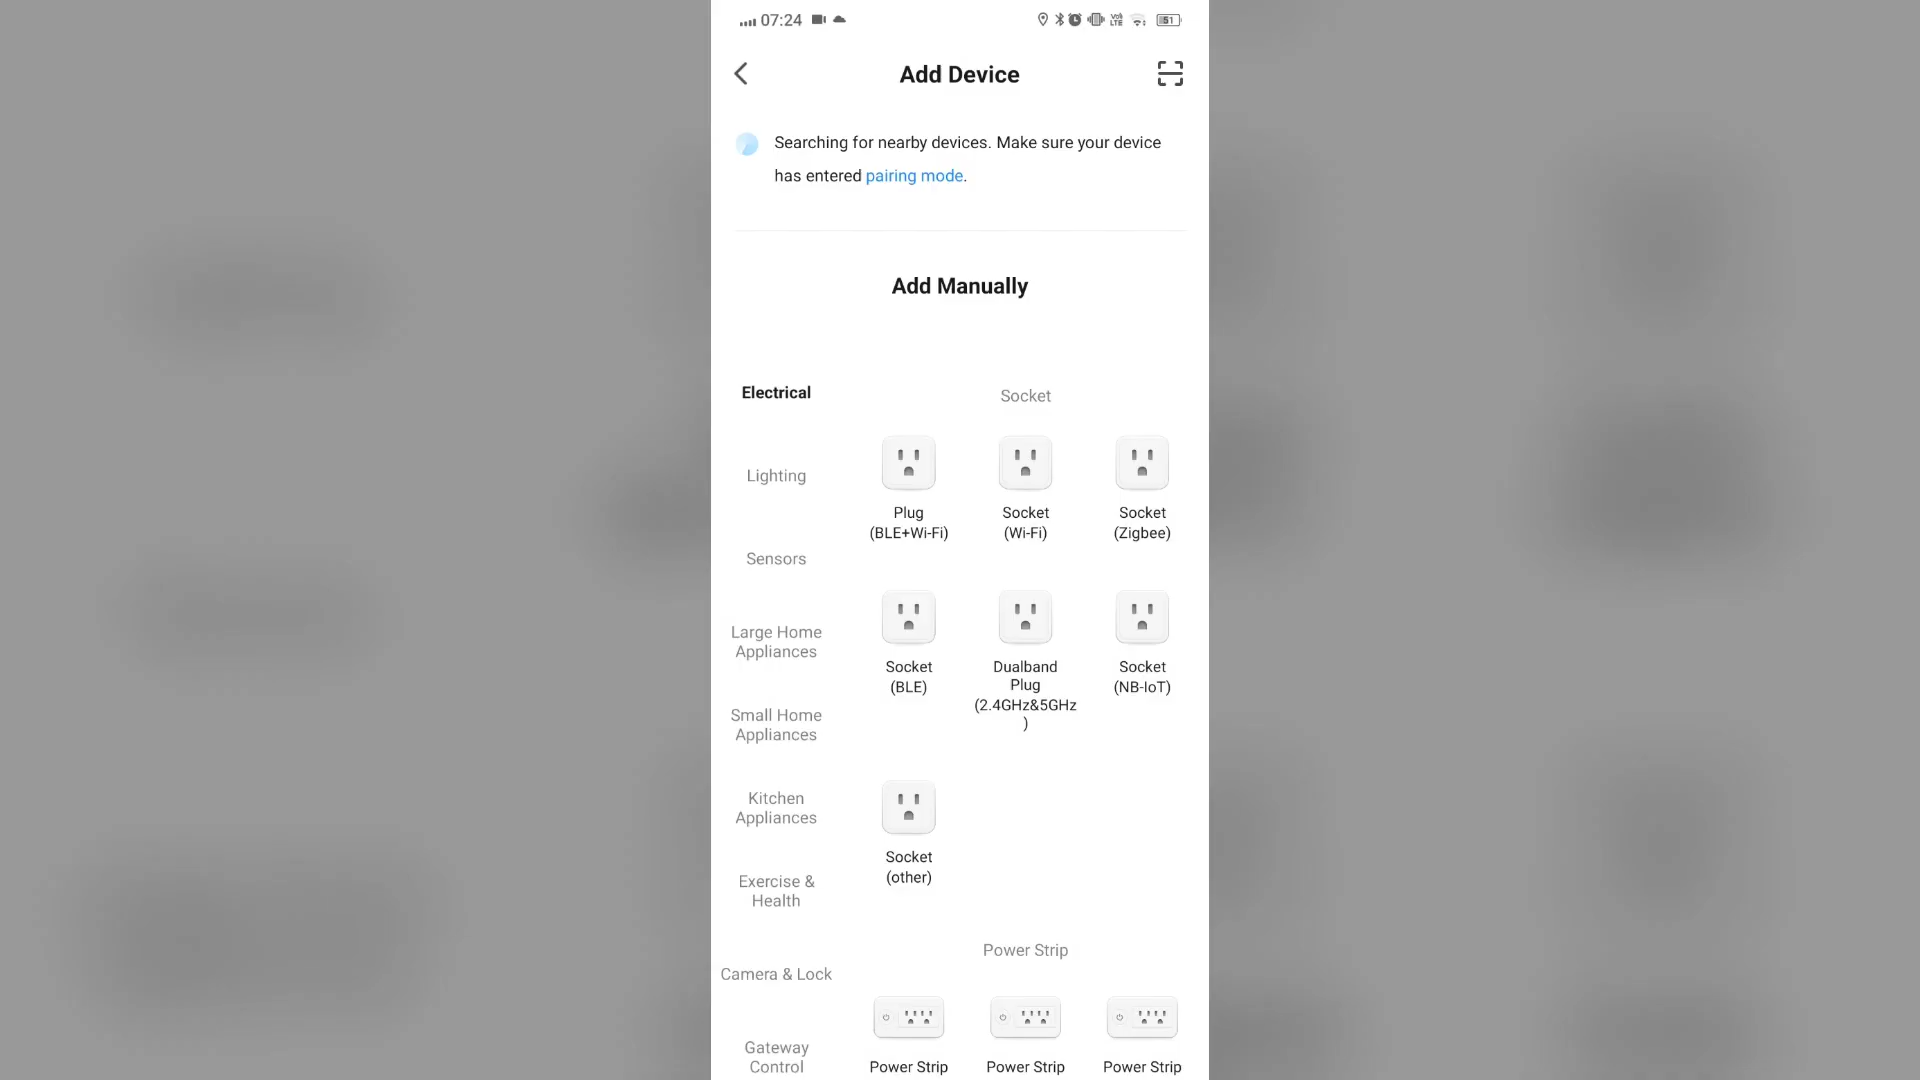 07:24
Vo)) LTE
51
Add Device
Searching for nearby devices. Make sure your device
has entered pairing mode.
Add Manually
Electrical
Lighting
Sensors
Large Home
Appliances
Small Home
Appliances
Kitchen
Appliances
Exercise &
Health
Camera & Lock
Gateway
Control
Socket
Plug
(BLE+Wi-Fi)
Socket
(Wi-Fi)
Socket
(Zigbee)
Socket
(BLE)
Dualband
Plug
(2.4GHz&5GHz
)
Socket
(NB-IoT)
Socket
(other)
Power Strip
Power Strip
Power Strip
Power Strip